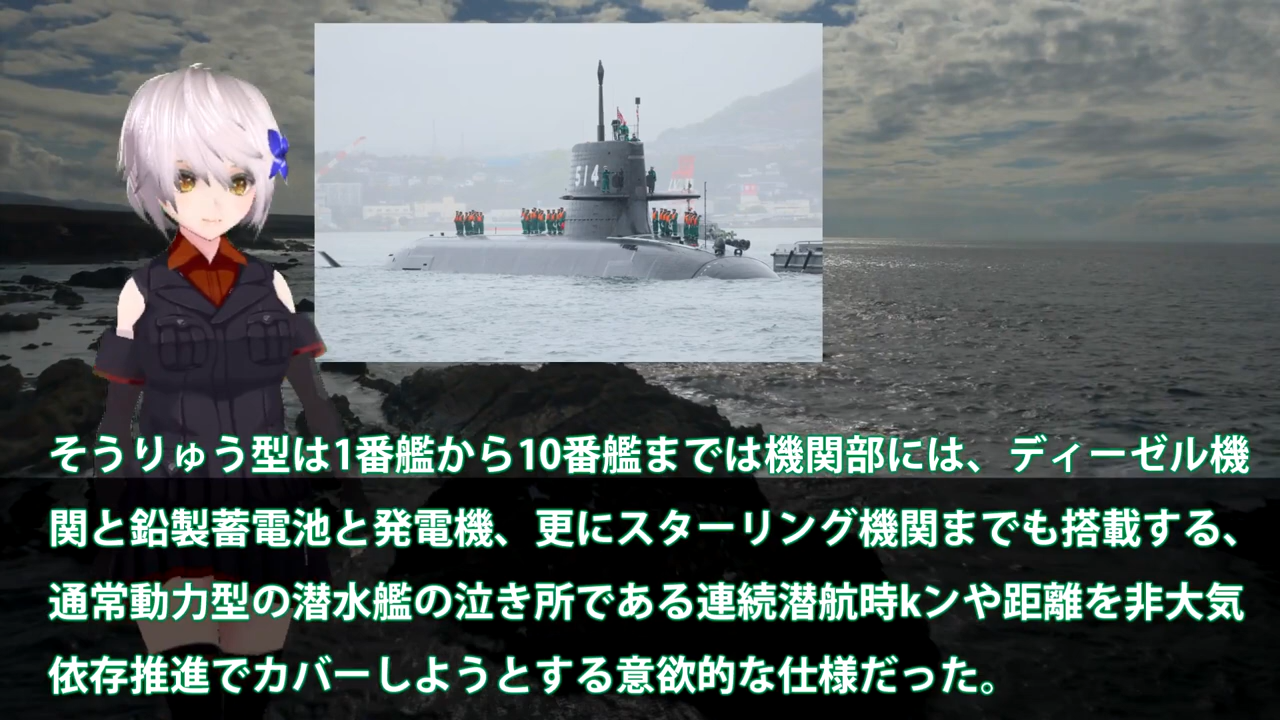 514
そうりゅう型は1番艦から10番艦までは機関部には、ディーゼル機
関と鉛製蓄電池と発電機、更にスターリング機関までも搭載する、
通常動力型の潜水艦の泣き所である連続潜航時kンや距離を非大気
依存推進でカバーしようとする意欲的な仕様だった。